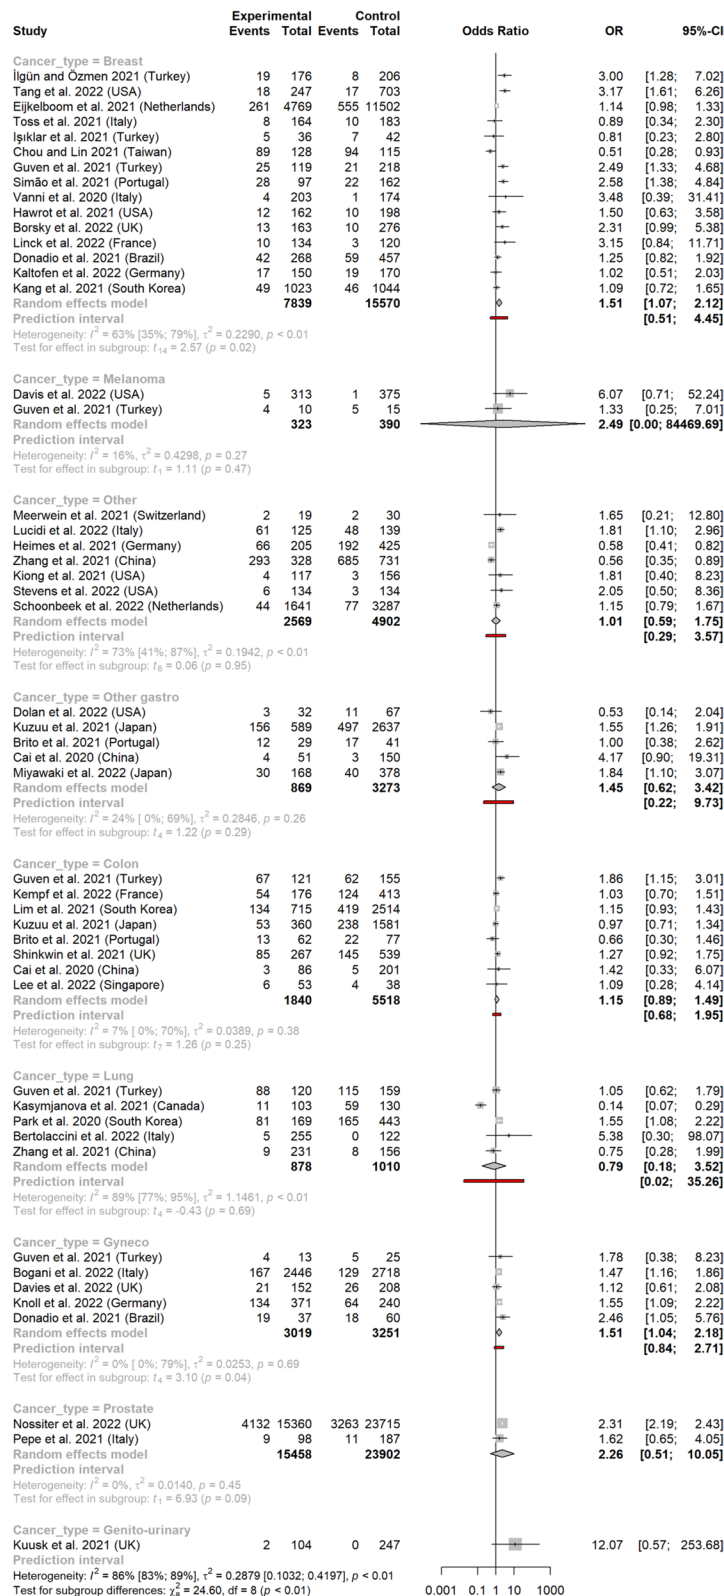 Experimental Control
Study Events Total Events Total Odds Ratio OR 95%-CI
Cancer_type = Breast
İlgün and Özmen 2021 (Turkey) 19 176 8 206 3.00 [1.28; 7.02]
Tang et al. 2022 (USA) 18 247 17 703 3.17 [1.61; 6.26]
Eijkelboom et al. 2021 (Netherlands) 261 4769 555 11502 1.14 [0.98; 1.33]
Toss et al. 2021 (Italy) 8 164 10 183 0.89 [0.34; 2.30]
Işıklar et al. 2021 (Turkey) 5 36 7 42 0.81 [0.23; 2.80]
Chou and Lin 2021 (Taiwan) 89 128 94 115 0.51 [0.28; 0.93]
Guven et al. 2021 (Turkey) 25 119 21 218 2.49 [1.33; 4.68]
Simão et al. 2021 (Portugal) 28 97 22 162 2.58 [1.38; 4.84]
Vanni et al. 2020 (Italy) 4 203 1 174 3.48 [0.39; 31.41]
Hawrot et al. 2021 (USA) 12 162 10 198 1.50 [0.63; 3.58]
Borsky et al. 2022 (UK) 13 163 10 276 2.31 [0.99; 5.38]
Linck et al. 2022 (France) 10 134 3 120 3.15 [0.84; 11.71]
Donadio et al. 2021 (Brazil) 42 268 59 457 1.25 [0.82; 1.92]
Kaltofen et al. 2022 (Germany) 17 150 19 170 1.02 [0.51; 2.03]
Kang et al. 2021 (South Korea) 49 1023 46 1044 1.09 [0.72; 1.65]
Random effects model 7839 15570 1.51 [1.07; 2.12]
Prediction interval [0.51; 4.45]
Heterogeneity: I² = 63% [35%; 79%], τ² = 0.2290, p < 0.01
Test for effect in subgroup: t₁₄ = 2.57 (p = 0.02)
Cancer_type = Melanoma
Davis et al. 2022 (USA) 5 313 1 375 6.07 [0.71; 52.24]
Guven et al. 2021 (Turkey) 4 10 5 15 1.33 [0.25; 7.01]
Random effects model 323 390 2.49 [0.00; 84469.69]
Prediction interval
Heterogeneity: I² = 16%, τ² = 0.4298, p = 0.27
Test for effect in subgroup: t₁ = 1.11 (p = 0.47)
Cancer_type = Other
Meerwein et al. 2021 (Switzerland) 2 19 2 30 1.65 [0.21; 12.80]
Lucidi et al. 2022 (Italy) 61 125 48 139 1.81 [1.10; 2.96]
Heimes et al. 2021 (Germany) 66 205 192 425 0.58 [0.41; 0.82]
Zhang et al. 2021 (China) 293 328 685 731 0.56 [0.35; 0.89]
Kiong et al. 2021 (USA) 4 117 3 156 1.81 [0.40; 8.23]
Stevens et al. 2022 (USA) 6 134 3 134 2.05 [0.50; 8.36]
Schoonbeek et al. 2022 (Netherlands) 44 1641 77 3287 1.15 [0.79; 1.67]
Random effects model 2569 4902 1.01 [0.59; 1.75]
Prediction interval [0.29; 3.57]
Heterogeneity: I² = 73% [41%; 87%], τ² = 0.1942, p < 0.01
Test for effect in subgroup: t₆ = 0.06 (p = 0.95)
Cancer_type = Other gastro
Dolan et al. 2022 (USA) 3 32 11 67 0.53 [0.14; 2.04]
Kuzuu et al. 2021 (Japan) 156 589 497 2637 1.55 [1.26; 1.91]
Brito et al. 2021 (Portugal) 12 29 17 41 1.00 [0.38; 2.62]
Cai et al. 2020 (China) 4 51 3 150 4.17 [0.90; 19.31]
Miyawaki et al. 2022 (Japan) 30 168 40 378 1.84 [1.10; 3.07]
Random effects model 869 3273 1.45 [0.62; 3.42]
Prediction interval [0.22; 9.73]
Heterogeneity: I² = 24% [ 0%; 69%], τ² = 0.2846, p = 0.26
Test for effect in subgroup: t₄ = 1.22 (p = 0.29)
Cancer_type = Colon
Guven et al. 2021 (Turkey) 67 121 62 155 1.86 [1.15; 3.01]
Kempf et al. 2022 (France) 54 176 124 413 1.03 [0.70; 1.51]
Lim et al. 2021 (South Korea) 134 715 419 2514 1.15 [0.93; 1.43]
Kuzuu et al. 2021 (Japan) 53 360 238 1581 0.97 [0.71; 1.34]
Brito et al. 2021 (Portugal) 13 62 22 77 0.66 [0.30; 1.46]
Shinkwin et al. 2021 (UK) 85 267 145 539 1.27 [0.92; 1.75]
Cai et al. 2020 (China) 3 86 5 201 1.42 [0.33; 6.07]
Lee et al. 2022 (Singapore) 6 53 4 38 1.09 [0.28; 4.14]
Random effects model 1840 5518 1.15 [0.89; 1.49]
Prediction interval [0.68; 1.95]
Heterogeneity: I² = 7% [ 0%; 70%], τ² = 0.0389, p = 0.38
Test for effect in subgroup: t₇ = 1.26 (p = 0.25)
Cancer_type = Lung
Guven et al. 2021 (Turkey) 88 120 115 159 1.05 [0.62; 1.79]
Kasymjanova et al. 2021 (Canada) 11 103 59 130 0.14 [0.07; 0.29]
Park et al. 2020 (South Korea) 81 169 165 443 1.55 [1.08; 2.22]
Bertolaccini et al. 2022 (Italy) 5 255 0 122 5.38 [0.30; 98.07]
Zhang et al. 2021 (China) 9 231 8 156 0.75 [0.28; 1.99]
Random effects model 878 1010 0.79 [0.18; 3.52]
Prediction interval [0.02; 35.26]
Heterogeneity: I² = 89% [77%; 95%], τ² = 1.1461, p < 0.01
Test for effect in subgroup: t₄ = -0.43 (p = 0.69)
Cancer_type = Gyneco
Guven et al. 2021 (Turkey) 4 13 5 25 1.78 [0.38; 8.23]
Bogani et al. 2022 (Italy) 167 2446 129 2718 1.47 [1.16; 1.86]
Davies et al. 2022 (UK) 21 152 26 208 1.12 [0.61; 2.08]
Knoll et al. 2022 (Germany) 134 371 64 240 1.55 [1.09; 2.22]
Donadio et al. 2021 (Brazil) 19 37 18 60 2.46 [1.05; 5.76]
Random effects model 3019 3251 1.51 [1.04; 2.18]
Prediction interval [0.84; 2.71]
Heterogeneity: I² = 0% [ 0%; 79%], τ² = 0.0253, p = 0.69
Test for effect in subgroup: t₄ = 3.10 (p = 0.04)
Cancer_type = Prostate
Nossiter et al. 2022 (UK) 4132 15360 3263 23715 2.31 [2.19; 2.43]
Pepe et al. 2021 (Italy) 9 98 11 187 1.62 [0.65; 4.05]
Random effects model 15458 23902 2.26 [0.51; 10.05]
Prediction interval
Heterogeneity: I² = 0%, τ² = 0.0140, p = 0.45
Test for effect in subgroup: t₁ = 6.93 (p = 0.09)
Cancer_type = Genito-urinary
Kuusk et al. 2021 (UK) 2 104 0 247 12.07 [0.57; 253.68]
Prediction interval
Heterogeneity: I² = 86% [83%; 89%], τ² = 0.2879 [0.1032; 0.4197], p < 0.01
Test for subgroup differences: χ²₈ = 24.60, df = 8 (p < 0.01)
0.001 0.1 1 10 1000